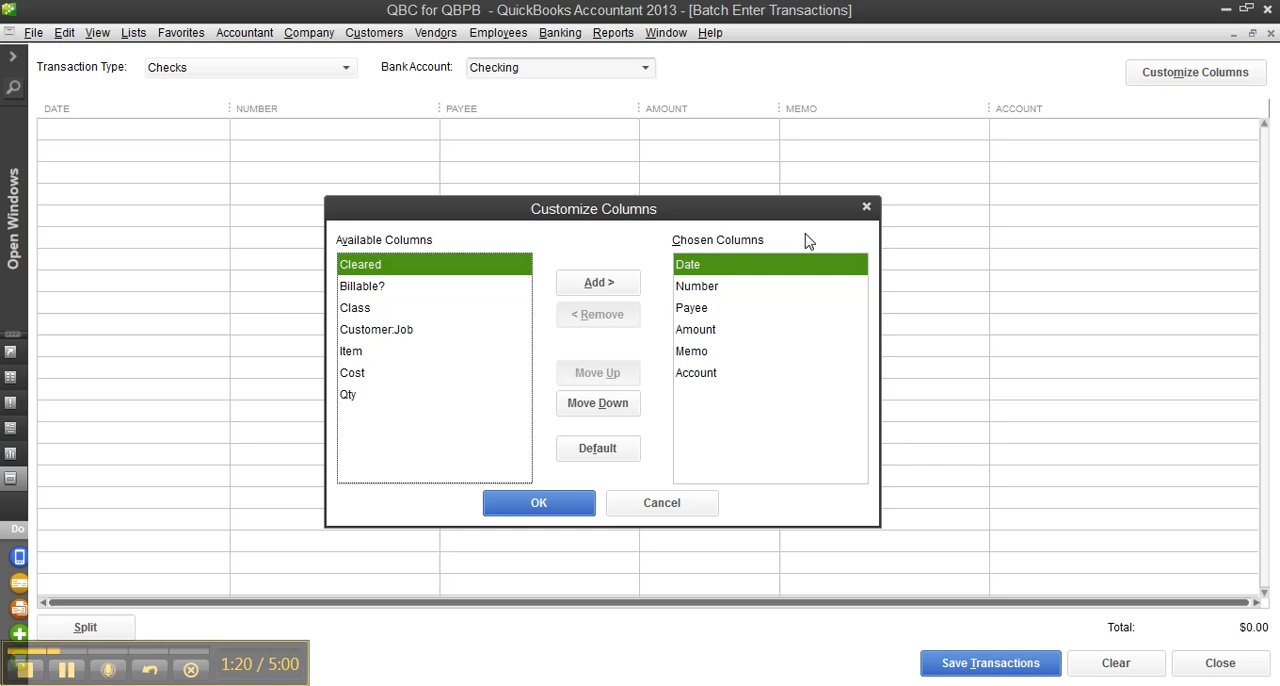 QBC for QBPB - QuickBooks Accountant 2013 - [Batch Enter Transactions]
File Edit View Lists Favorites Accountant Company Customers Vendors Employees Banking Reports Window Help
Transaction Type: Checks Bank Account: Checking Customize Columns
DATE NUMBER PAYEE AMOUNT MEMO ACCOUNT
Open Windows
Customize Columns
Available Columns Chosen Columns
Cleared Date
Billable? Add > Number
Class < Remove Payee
Customer:Job Amount
Item Memo
Cost Move Up Account
Qty Move Down
Default
OK Cancel
Do
Split Total: $0.00
1:20 / 5:00 Save Transactions Clear Close